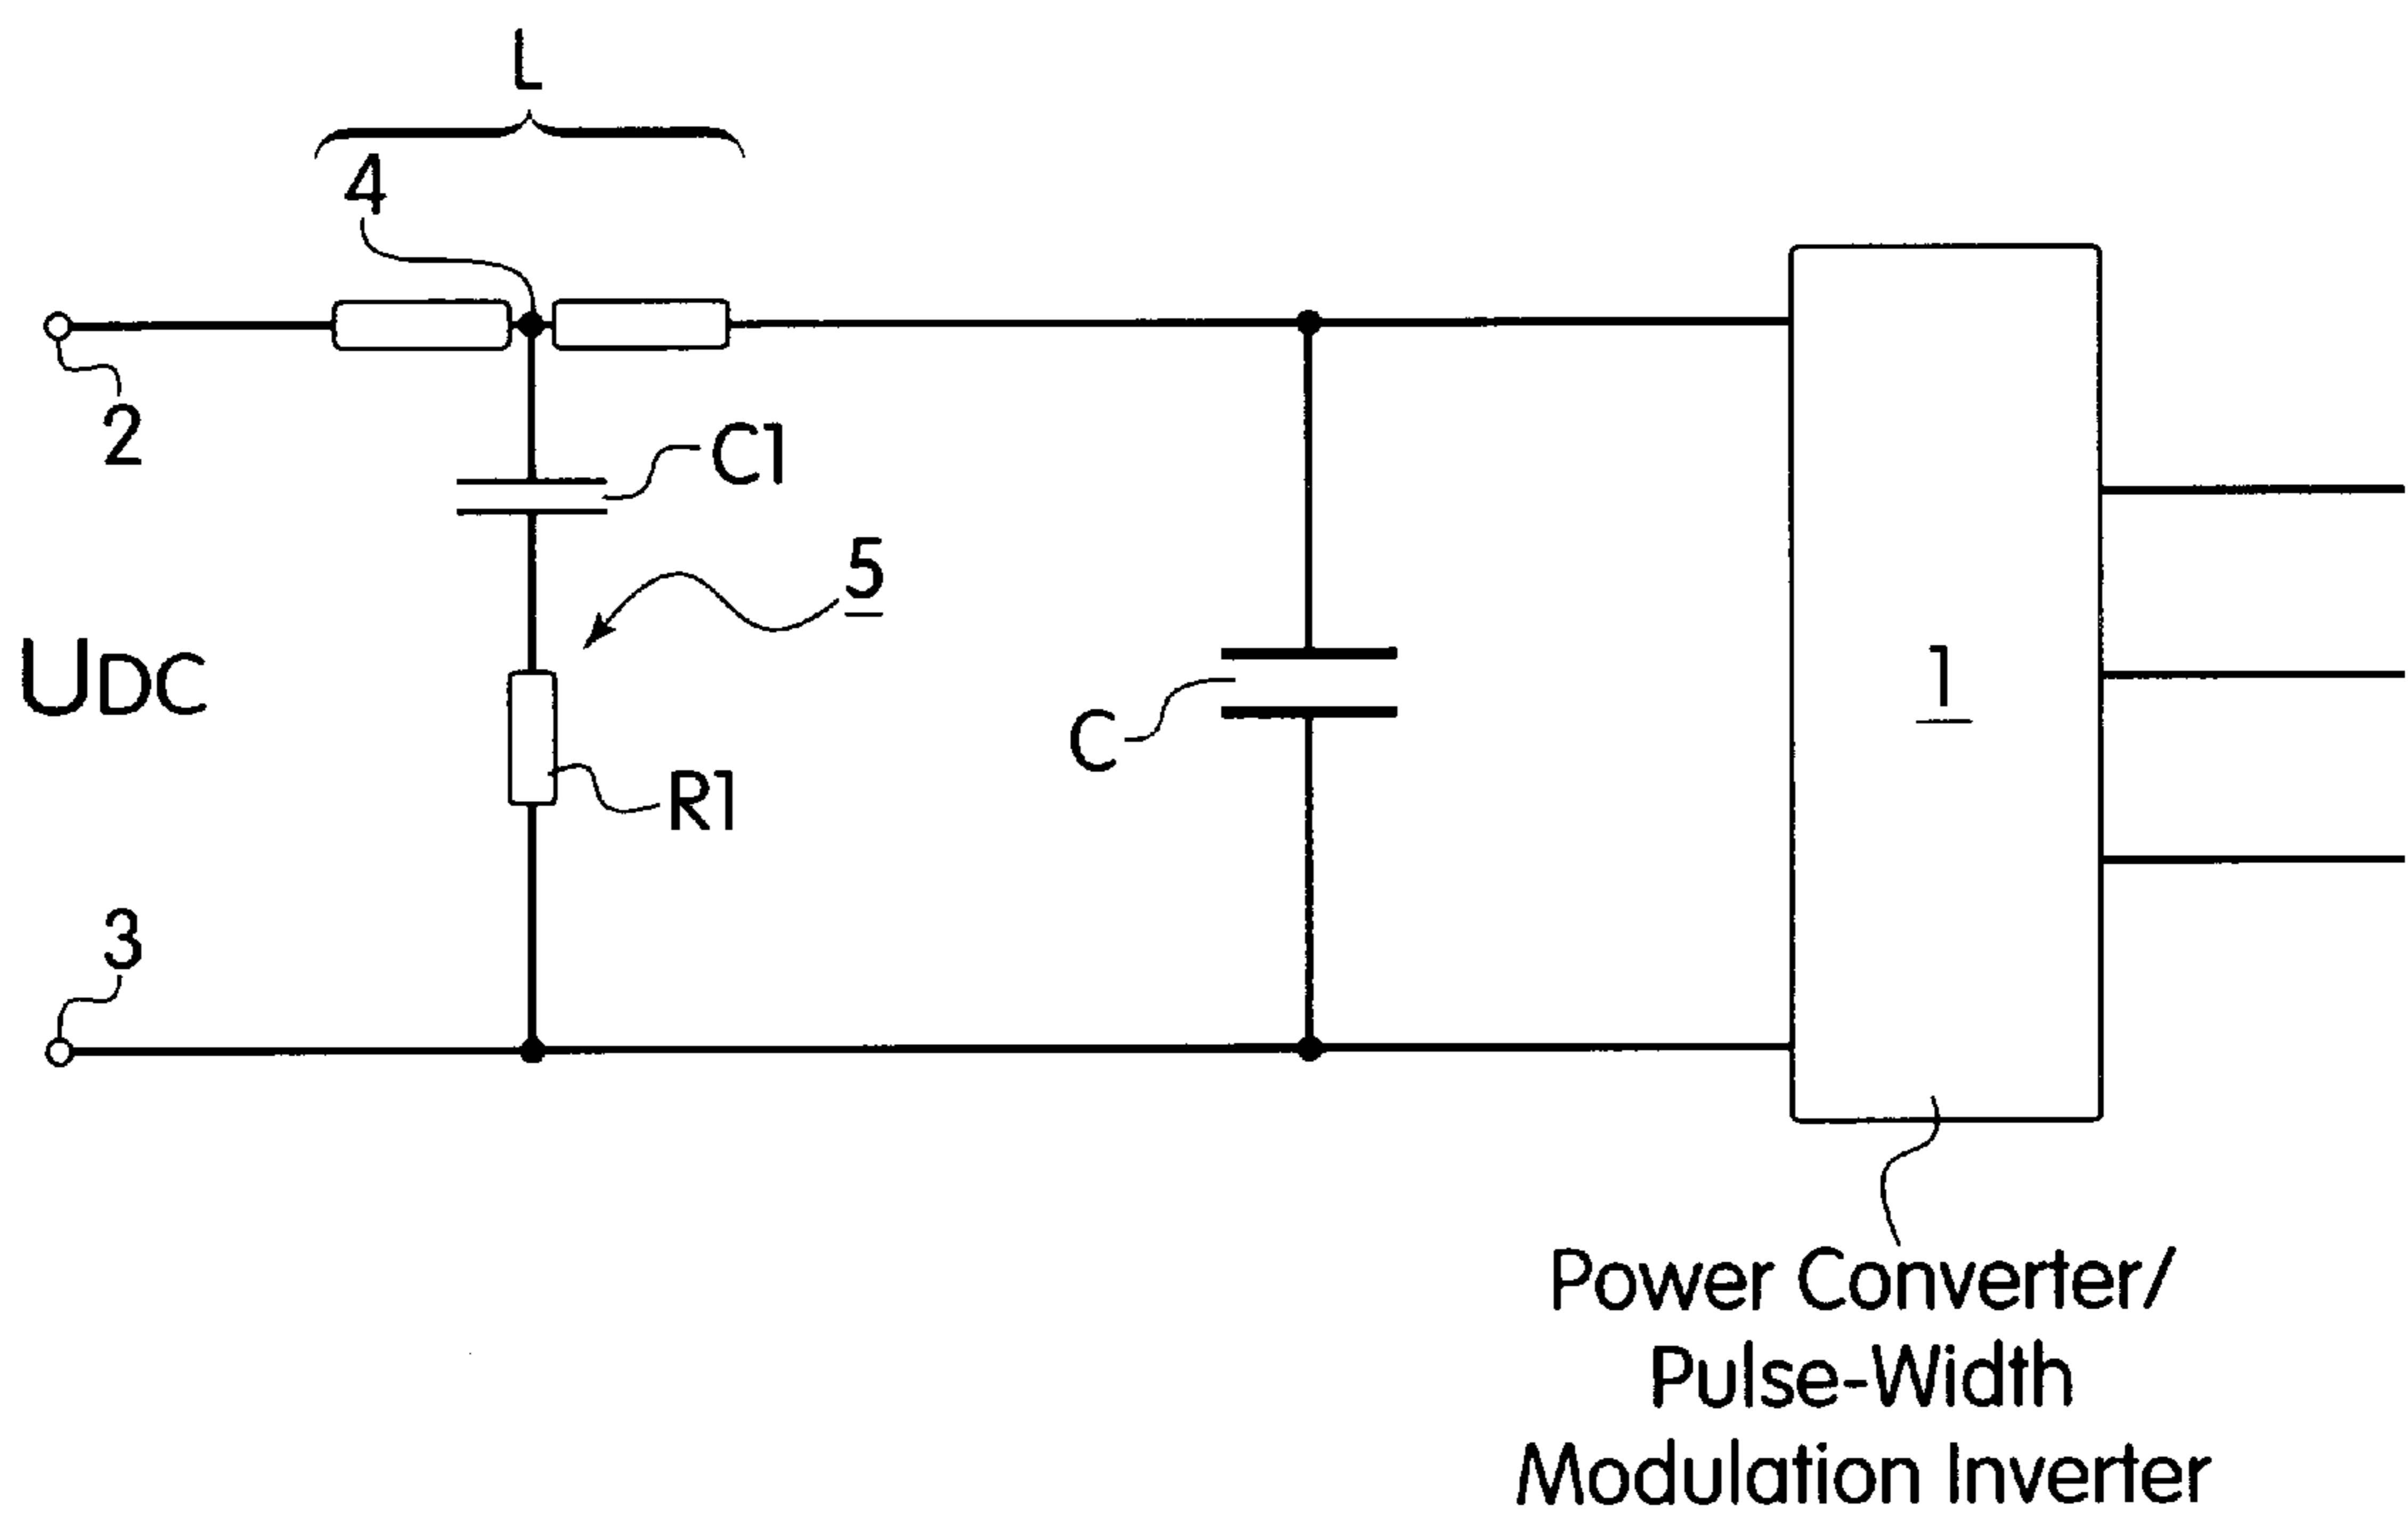 L
4
2
C1
5
UDC
1
C
R1
3
Power Converter/
Pulse-Width
Modulation Inverter